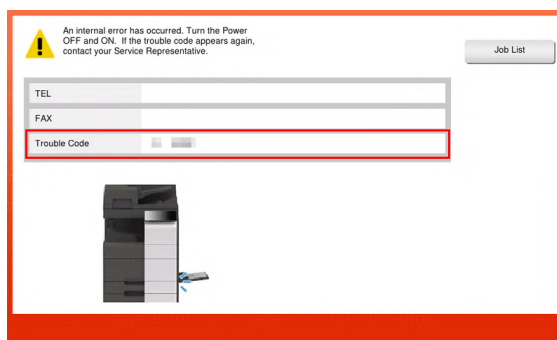 An internal error has occurred. Turn the Power
OFF and ON. If the trouble code appears again,
contact your Service Representative.
Job List
TEL
FAX
Trouble Code